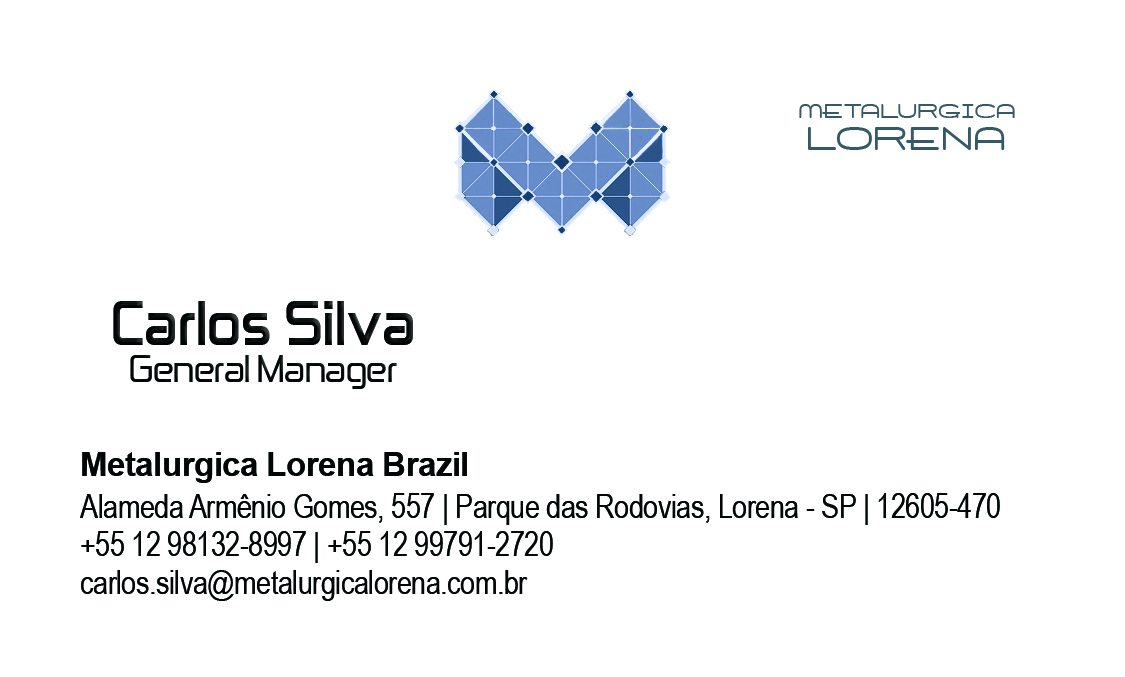 METALURGICA
LORENA
Carlos Silva
General Manager
Metalurgica Lorena Brazil
Alameda Armênio Gomes, 557 | Parque das Rodovias, Lorena - SP | 12605-470
+55 12 98132-8997 | +55 12 99791-2720
carlos.silva@metalurgicalorena.com.br